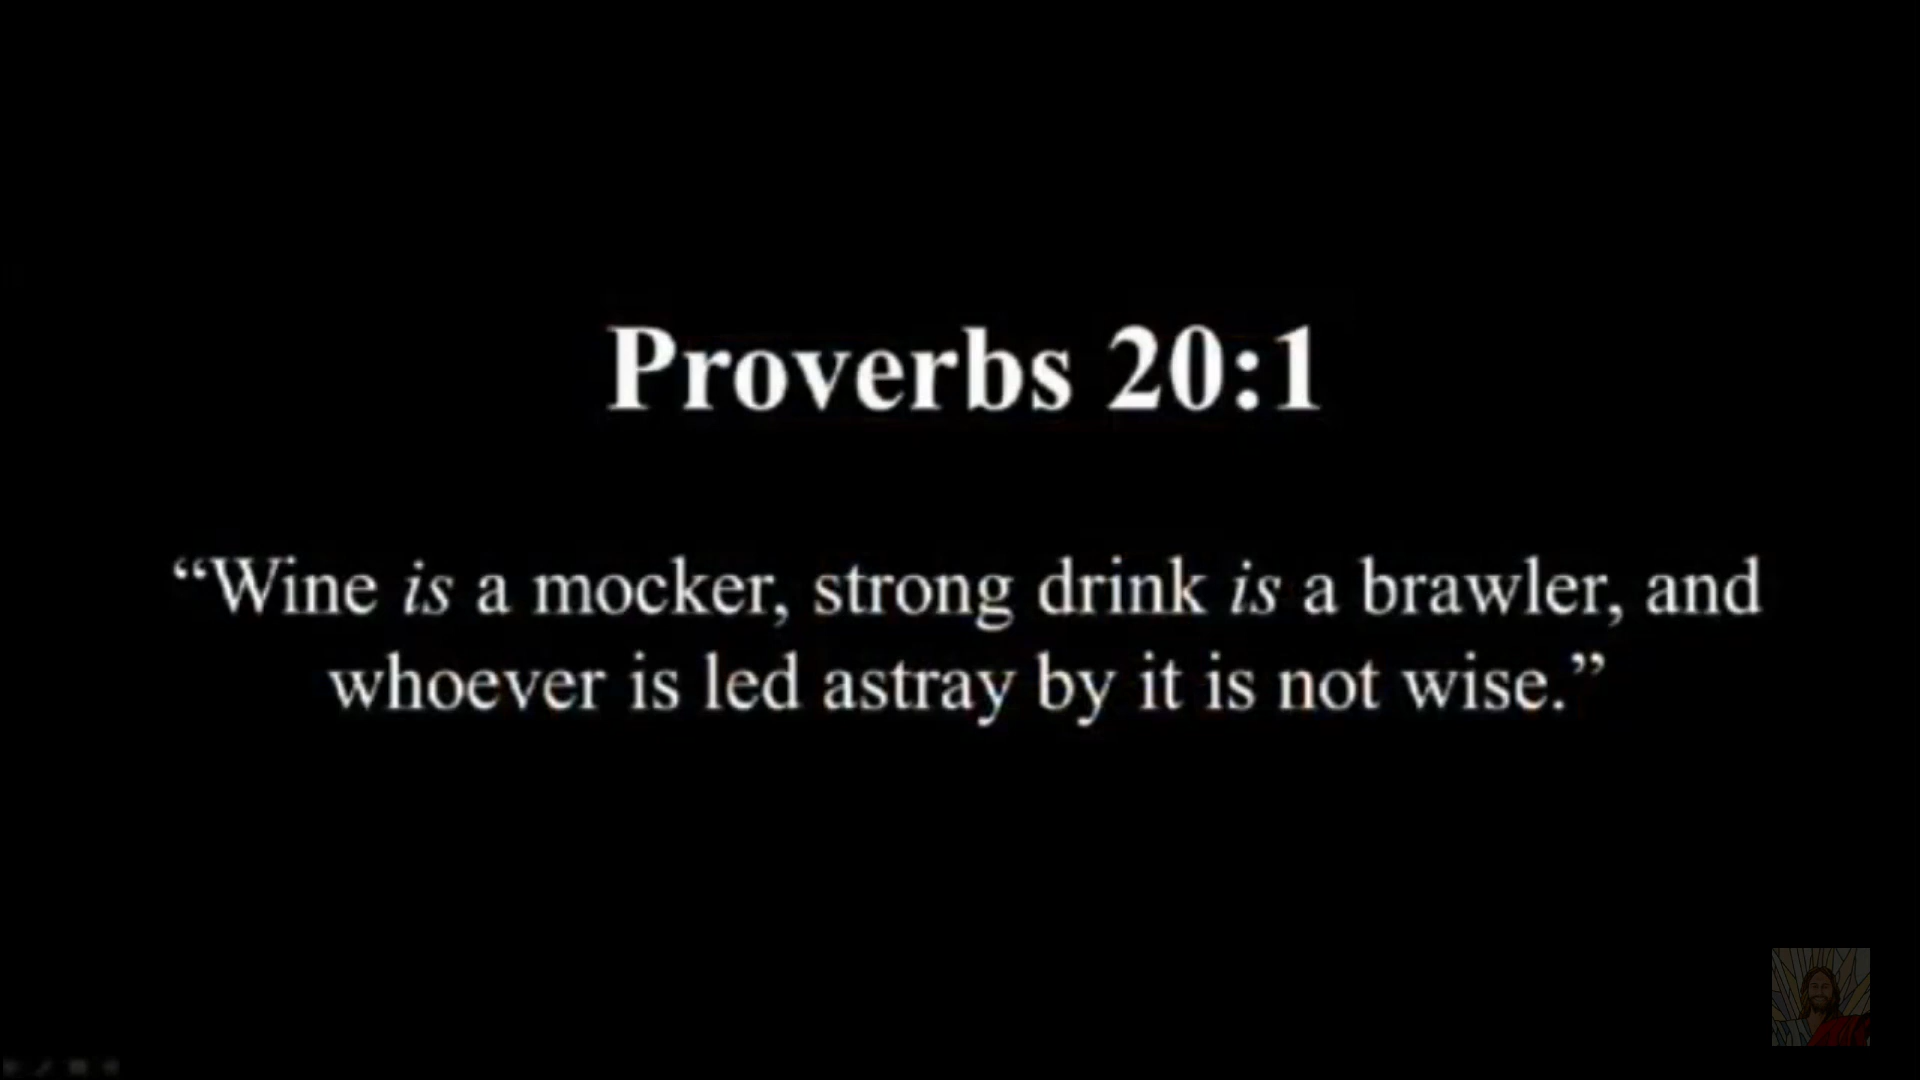 Proverbs 20:1
“Wine is a mocker, strong drink is a brawler, and
whoever is led astray by it is not wise.”